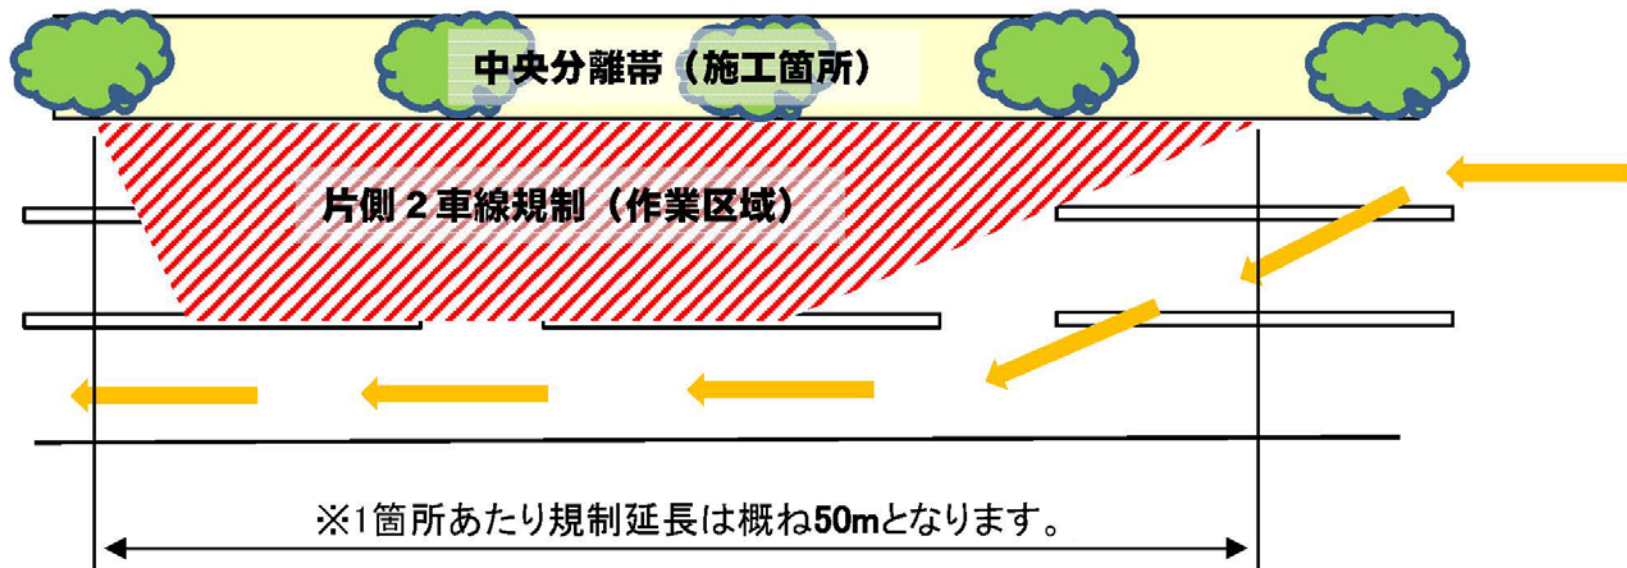 中央分離帯（施工箇所）
片側２車線規制（作業区域）
※1箇所あたり規制延長は概ね50mとなります。